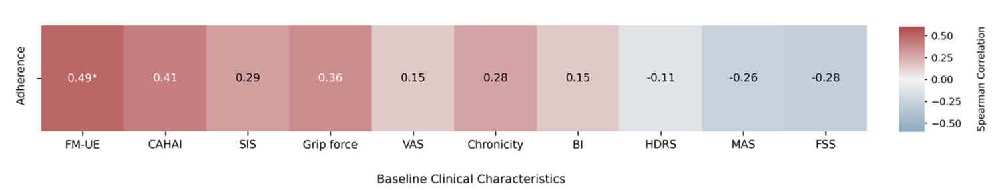 Adherence
0.49* 0.41 0.29 0.36 0.15 0.28 0.15 -0.11 -0.26 -0.28
FM-UE CAHAI SIS Grip force VAS Chronicity BI HDRS MAS FSS
Baseline Clinical Characteristics
0.50
0.25
0.00
−0.25
−0.50
Spearman Correlation